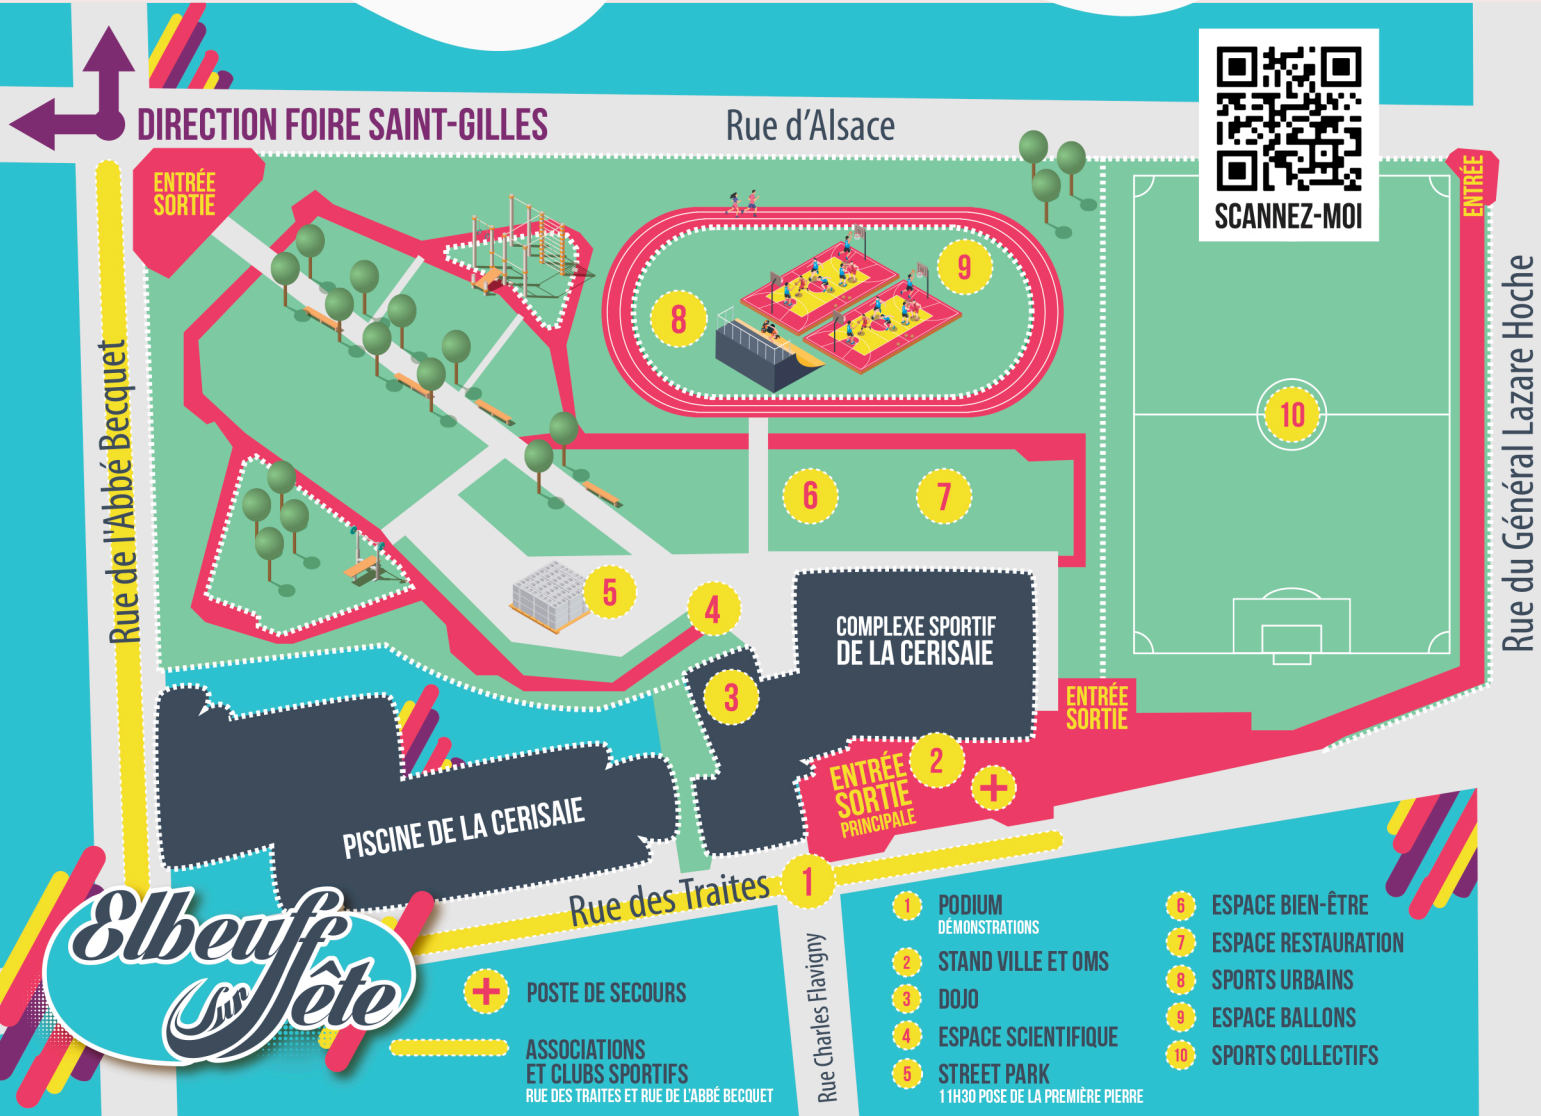 DIRECTION FOIRE SAINT-GILLES
Rue d'Alsace
SCANNEZ-MOI
ENTRÉE
SORTIE
ENTRÉE
Rue de l'Abbé Becquet
Rue du Général Lazare Hoche
8
9
10
6
7
5
4
3
COMPLEXE SPORTIF
DE LA CERISAIE
ENTRÉE
SORTIE
2
ENTRÉE
SORTIE
PRINCIPALE
+
PISCINE DE LA CERISAIE
1
Rue des Traites
Rue Charles Flavigny
Elbeuf
sur
fête
+ POSTE DE SECOURS
ASSOCIATIONS
ET CLUBS SPORTIFS
RUE DES TRAITES ET RUE DE L'ABBÉ BECQUET
1 PODIUM
DÉMONSTRATIONS
2 STAND VILLE ET OMS
3 DOJO
4 ESPACE SCIENTIFIQUE
5 STREET PARK
11H30 POSE DE LA PREMIÈRE PIERRE
6 ESPACE BIEN-ÊTRE
7 ESPACE RESTAURATION
8 SPORTS URBAINS
9 ESPACE BALLONS
10 SPORTS COLLECTIFS